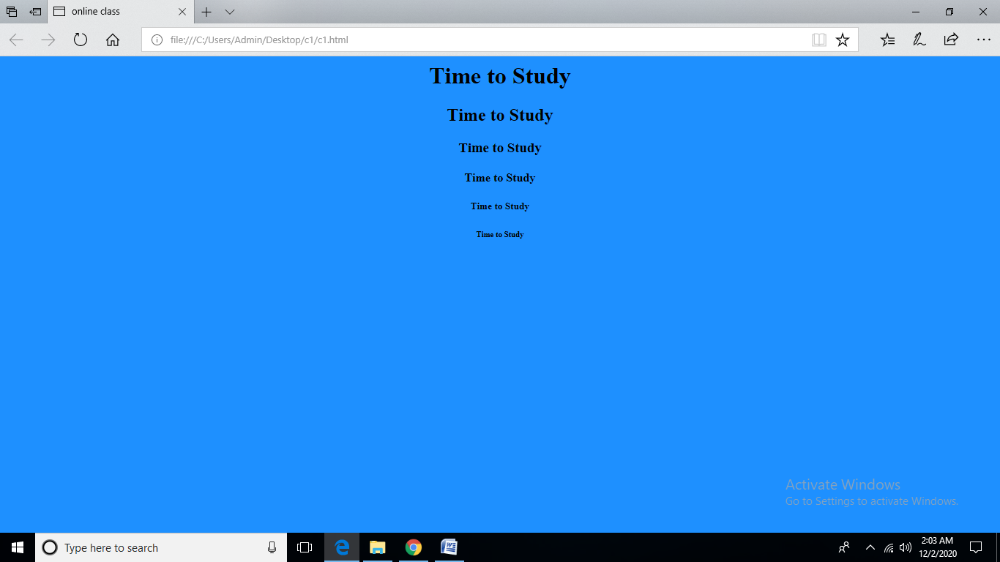 online class
file:///C:/Users/Admin/Desktop/c1/c1.html
Time to Study
Time to Study
Time to Study
Time to Study
Time to Study
Time to Study
Activate Windows
Go to Settings to activate Windows.
Type here to search
2:03 AM
12/2/2020